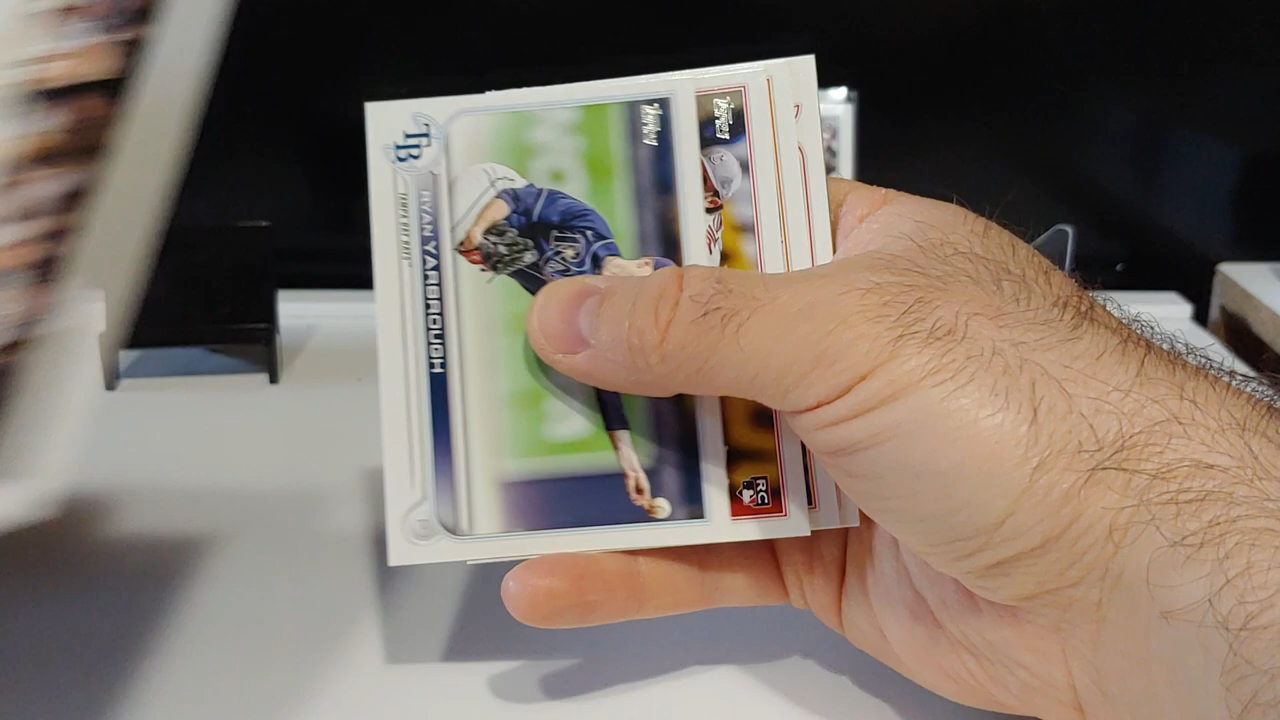 Topps
TB
RYAN YARBROUGH
TAMPA BAY RAYS
Topps
RC